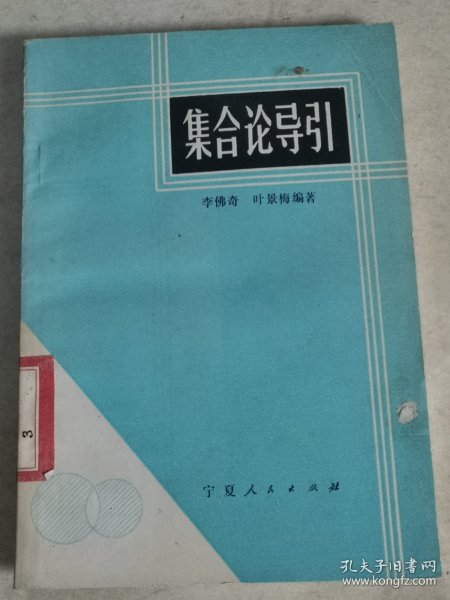 集合论导引
李佛奇 叶景梅编著
3
宁夏人民出版社
孔夫子旧书网
www.kongfz.com